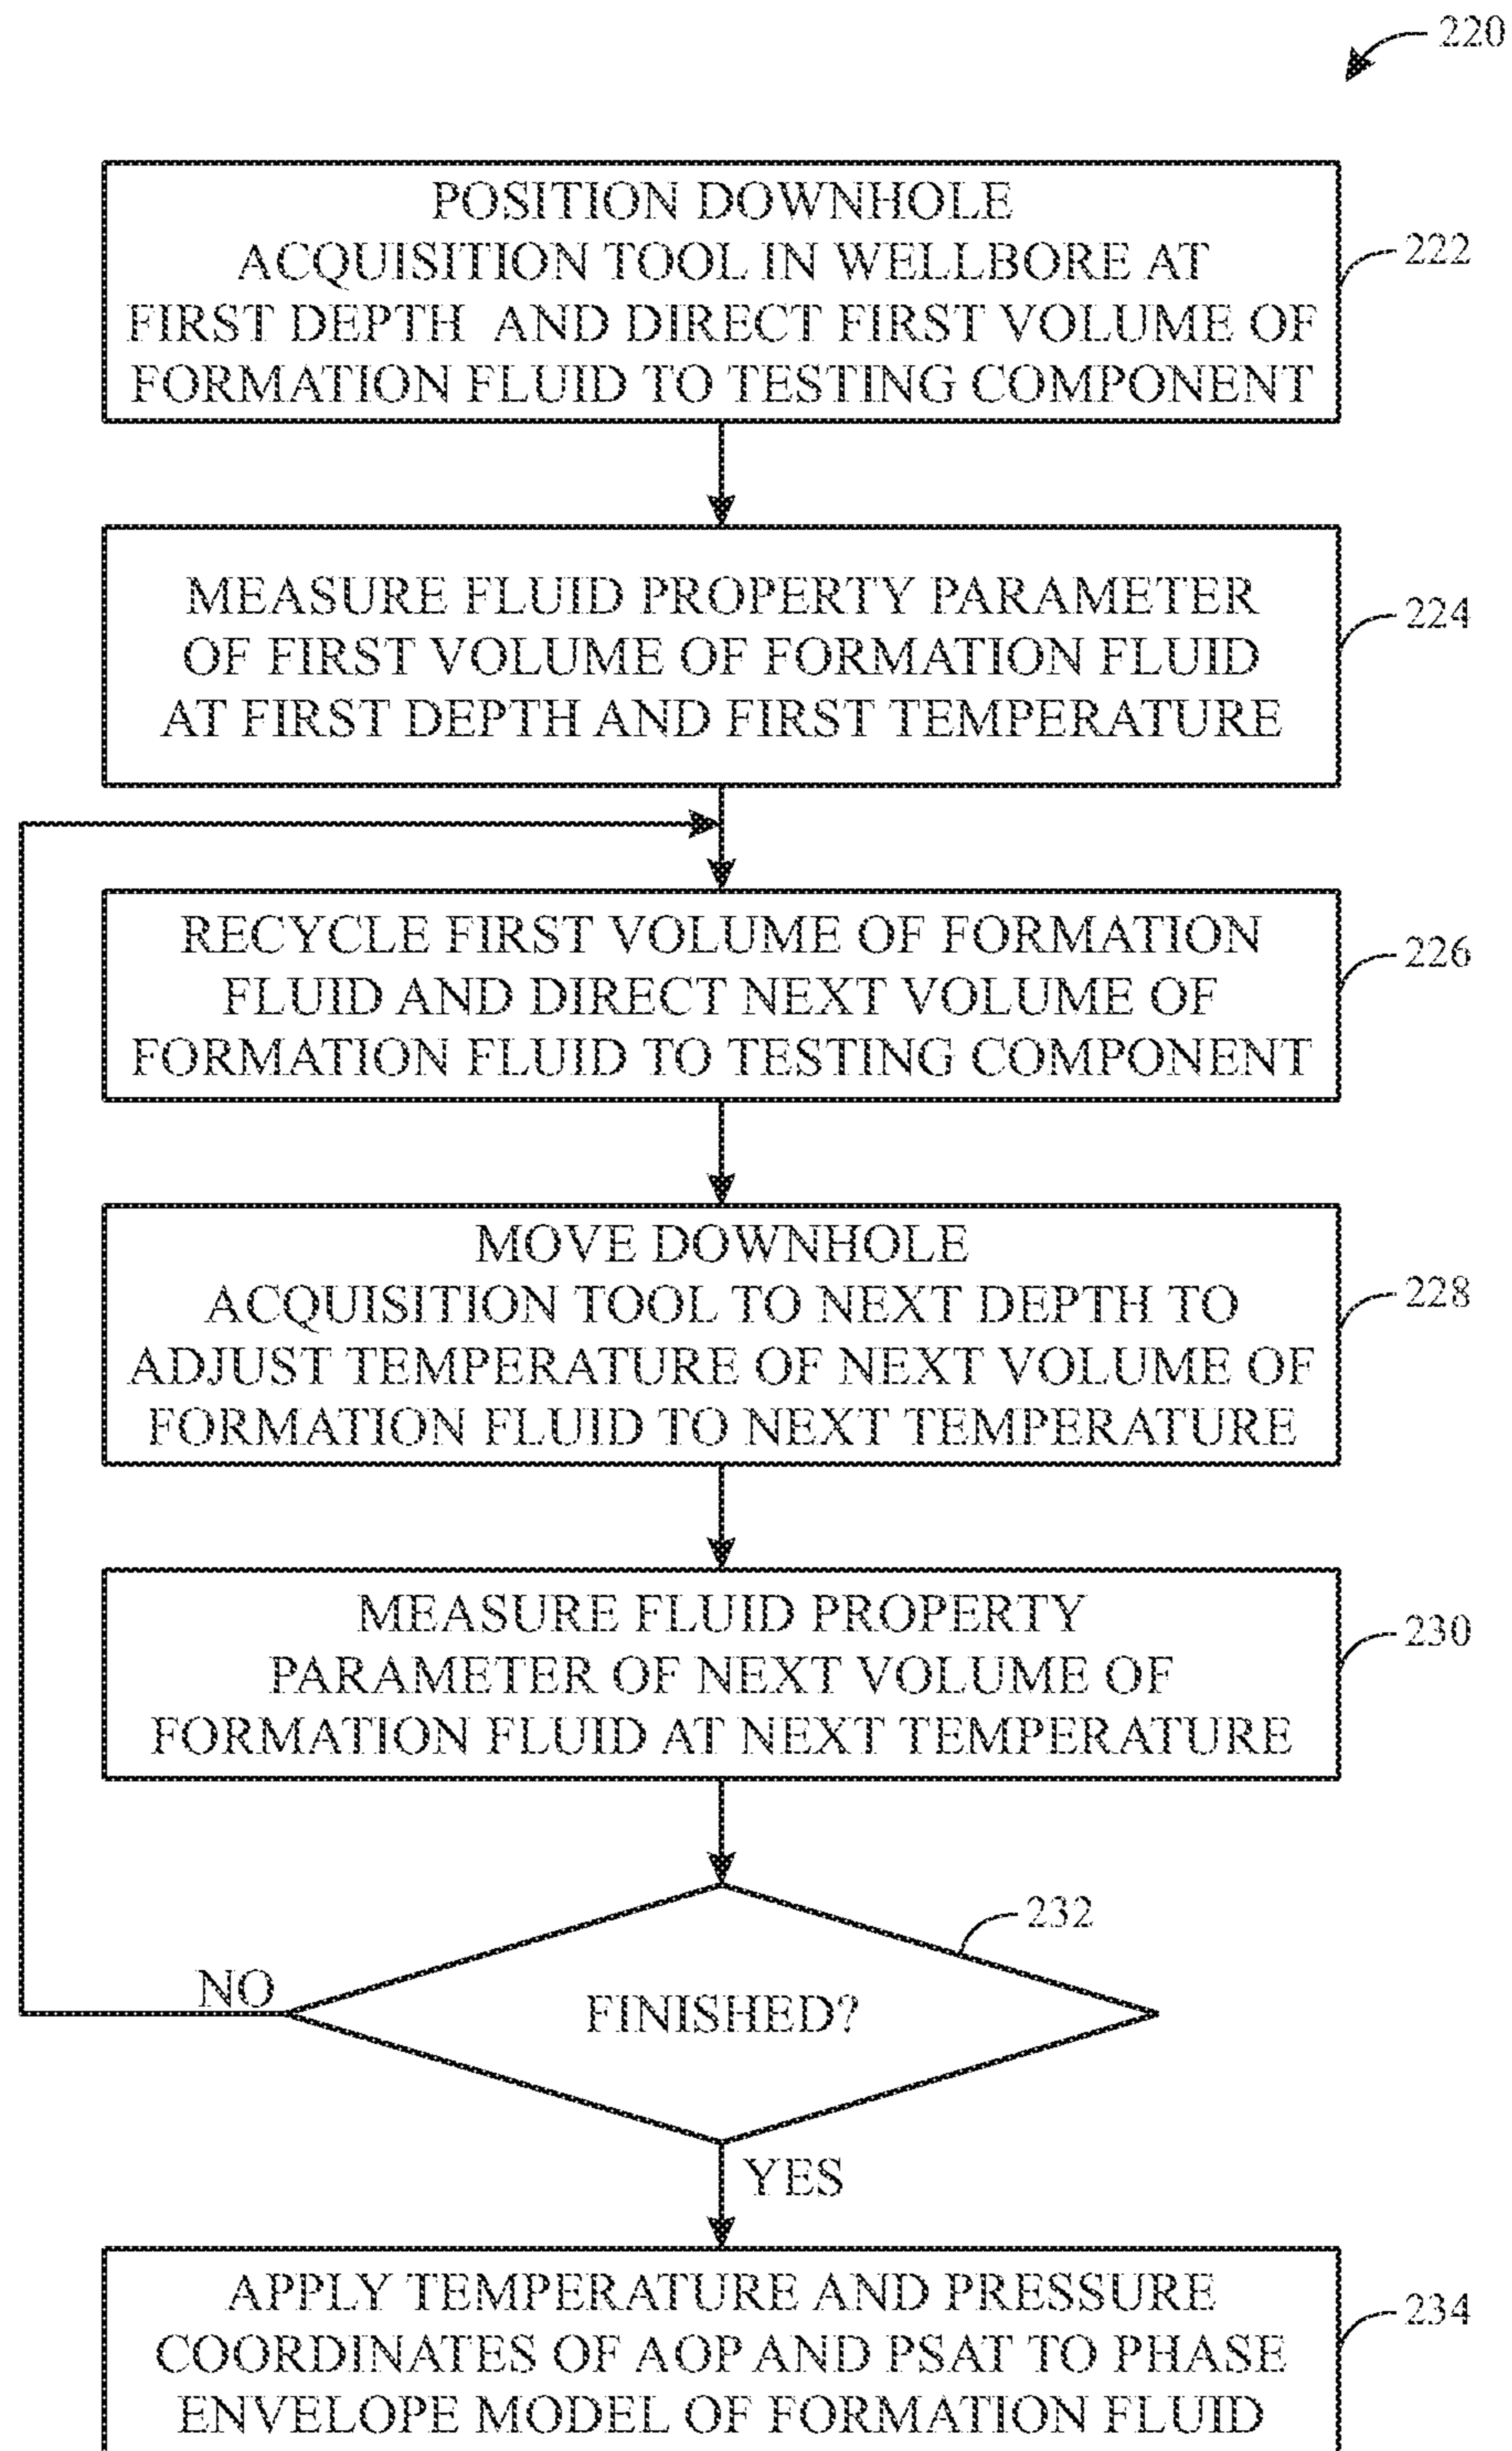 220
POSITION DOWNHOLE
ACQUISITION TOOL IN WELLBORE AT
FIRST DEPTH AND DIRECT FIRST VOLUME OF
FORMATION FLUID TO TESTING COMPONENT
222
MEASURE FLUID PROPERTY PARAMETER
OF FIRST VOLUME OF FORMATION FLUID
AT FIRST DEPTH AND FIRST TEMPERATURE
224
RECYCLE FIRST VOLUME OF FORMATION
FLUID AND DIRECT NEXT VOLUME OF
FORMATION FLUID TO TESTING COMPONENT
226
MOVE DOWNHOLE
ACQUISITION TOOL TO NEXT DEPTH TO
ADJUST TEMPERATURE OF NEXT VOLUME OF
FORMATION FLUID TO NEXT TEMPERATURE
228
MEASURE FLUID PROPERTY
PARAMETER OF NEXT VOLUME OF
FORMATION FLUID AT NEXT TEMPERATURE
230
232
NO
FINISHED?
YES
APPLY TEMPERATURE AND PRESSURE
COORDINATES OF AOP AND PSAT TO PHASE
ENVELOPE MODEL OF FORMATION FLUID
234